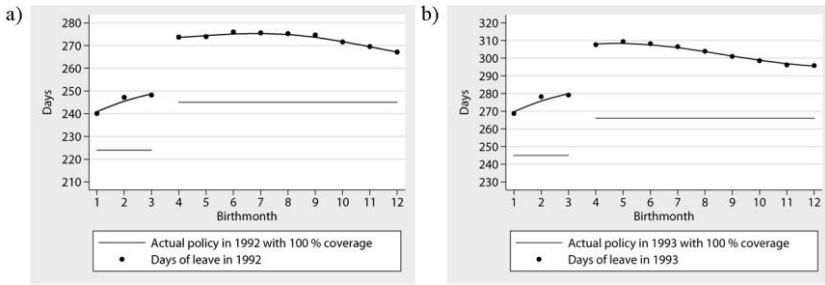 a)
280
270
260
250
240
230
220
210
Days
1 2 3 4 5 6 7 8 9 10 11 12
Birthmonth
Actual policy in 1992 with 100 % coverage
Days of leave in 1992
b)
320
310
300
290
280
270
260
250
240
230
Days
1 2 3 4 5 6 7 8 9 10 11 12
Birthmonth
Actual policy in 1993 with 100 % coverage
Days of leave in 1993